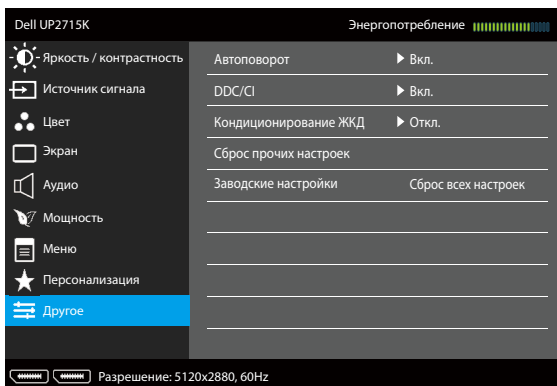 Dell UP2715K
Энергопотребление
Яркость / контрастность
Автоповорот
Вкл.
Источник сигнала
DDC/CI
Вкл.
Цвет
Кондиционирование ЖКД
Откл.
Экран
Сброс прочих настроек
Аудио
Заводские настройки
Сброс всех настроек
Мощность
Меню
Персонализация
Другое
Разрешение: 5120x2880, 60Hz